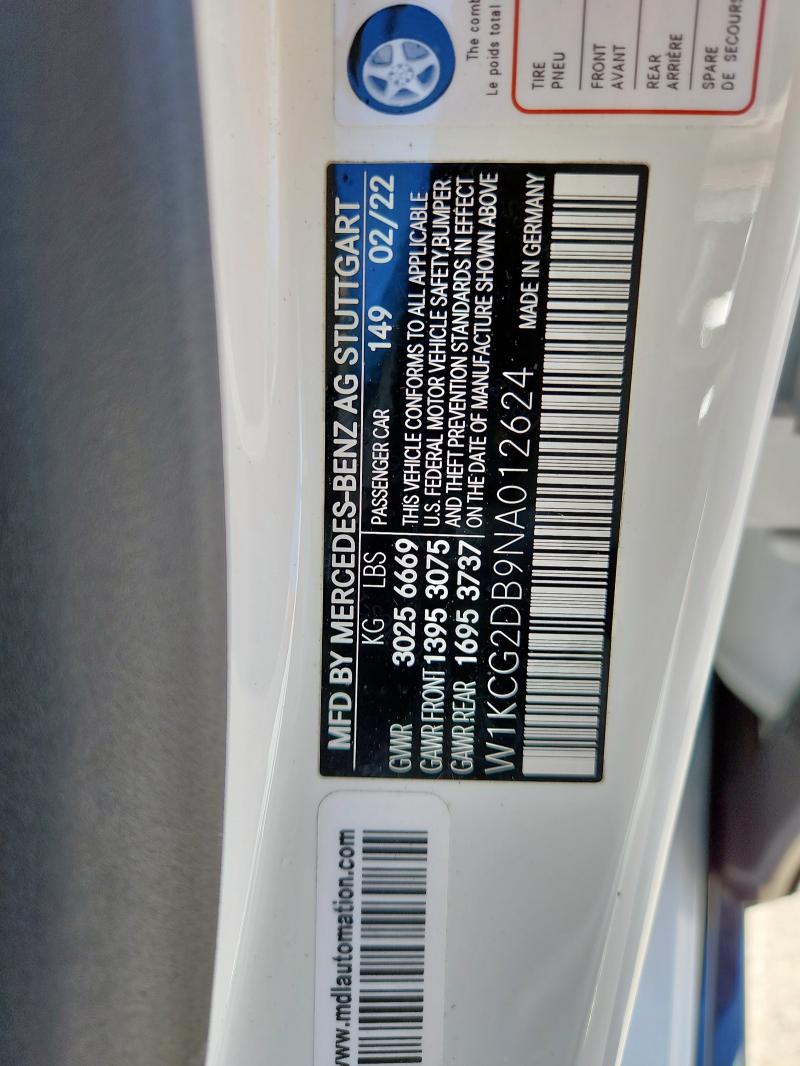 MFD BY MERCEDES-BENZ AG STUTTGART
KG LBS PASSENGER CAR 149 02/22
GWR 3025 6669 THIS VEHICLE CONFORMS TO ALL APPLICABLE
GAWR FRONT 1395 3075 U.S. FEDERAL MOTOR VEHICLE SAFETY,BUMPER
GAWR REAR 1695 3737 AND THEFT PREVENTION STANDARDS IN EFFECT
ON THE DATE OF MANUFACTURE SHOWN ABOVE
W1KCG2DB9NA012624 MADE IN GERMANY
www.mdlautomation.com
The comb
Le poids total
TIRE
PNEU
FRONT
AVANT
REAR
ARRIÈRE
SPARE
DE SECOURS